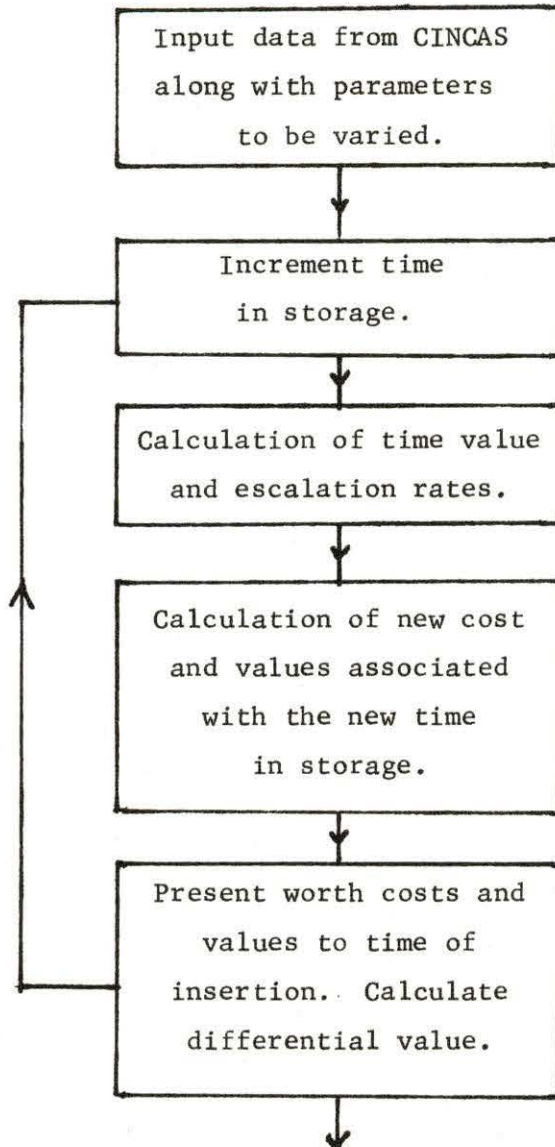 Input data from CINCAS
along with parameters
to be varied.
Increment time
in storage.
Calculation of time value
and escalation rates.
Calculation of new cost
and values associated
with the new time
in storage.
Present worth costs and
values to time of
insertion. Calculate
differential value.